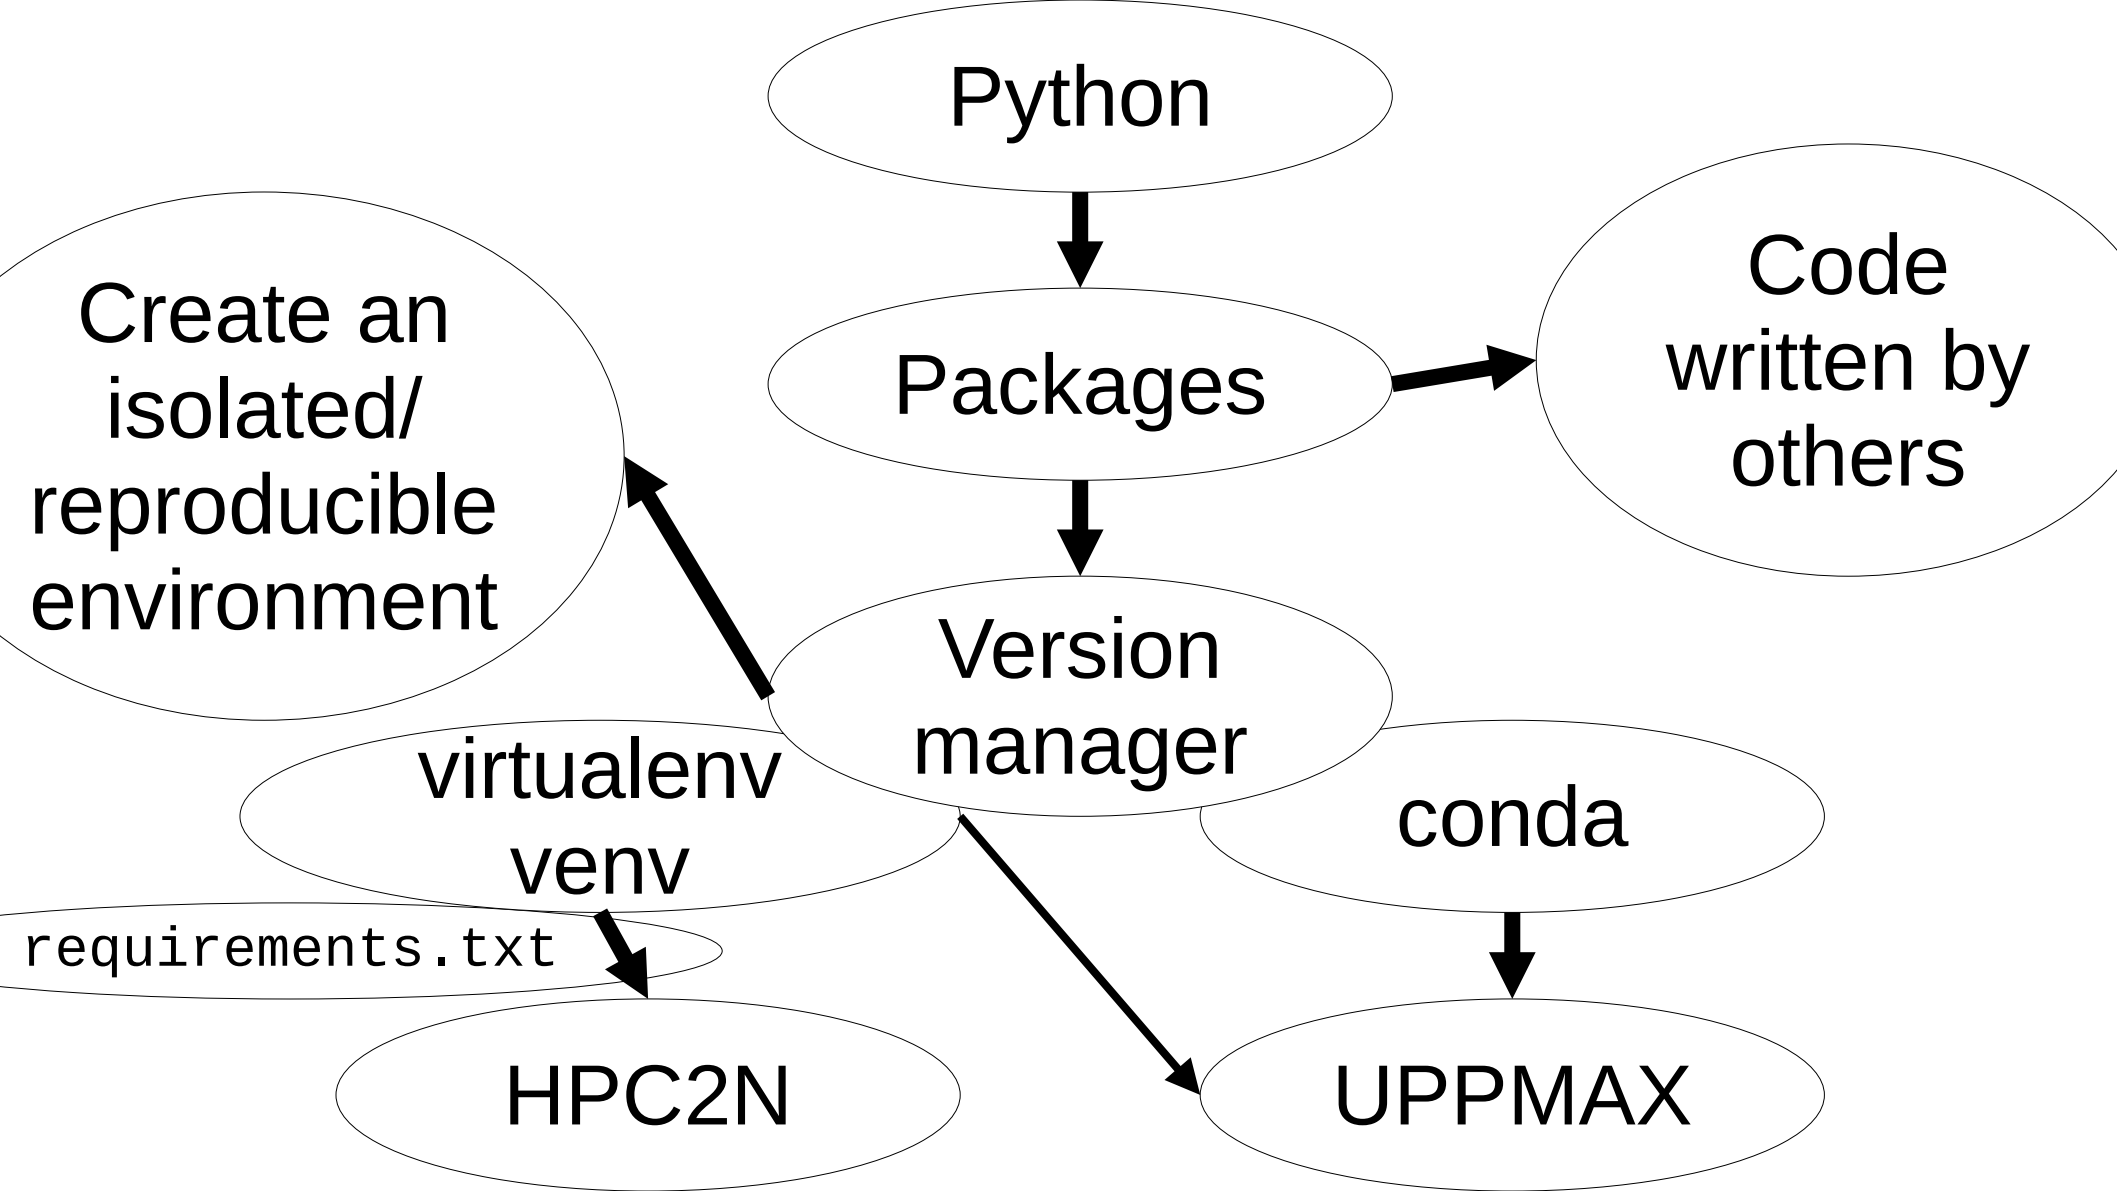 Python
Code
written by
others
Create an
isolated/
reproducible
environment
Packages
Version
manager
virtualenv
venv
conda
requirements.txt
HPC2N
UPPMAX